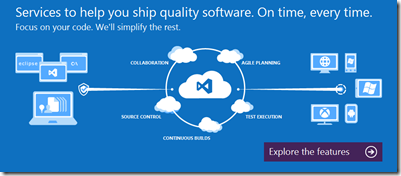 Services to help you ship quality software. On time, every time.
Focus on your code. We'll simplify the rest.
eclipse
COLLABORATION
AGILE PLANNING
SOURCE CONTROL
TEST EXECUTION
CONTINUOUS BUILDS
Explore the features